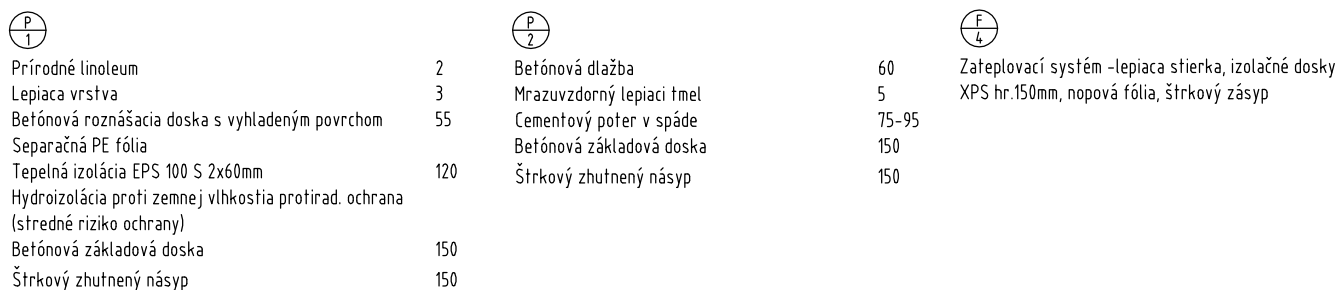 P
1
Prírodné linoleum 2
Lepiaca vrstva 3
Betónová roznášacia doska s vyhladeným povrchom 55
Separačná PE fólia
Tepelná izolácia EPS 100 S 2x60mm 120
Hydroizolácia proti zemnej vlhkostia protirad. ochrana
(stredné riziko ochrany)
Betónová základová doska 150
Štrkový zhutnený násyp 150
P
2
Betónová dlažba 60
Mrazuvzdorný lepiaci tmel 5
Cementový poter v spáde 75-95
Betónová základová doska 150
Štrkový zhutnený násyp 150
F
4
Zateplovací systém -lepiaca stierka, izolačné dosky
XPS hr.150mm, nopová fólia, štrkový zásyp